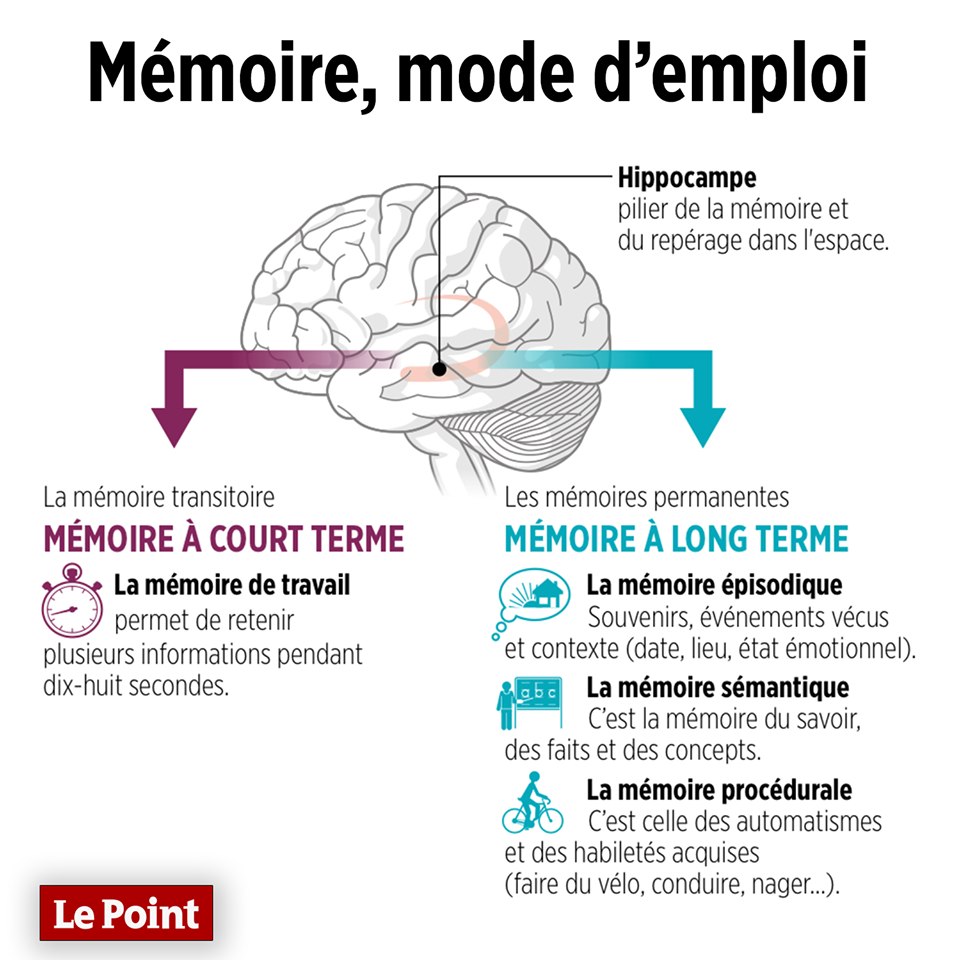 Mémoire, mode d’emploi
Hippocampe
pilier de la mémoire et
du repérage dans l'espace.
La mémoire transitoire
MÉMOIRE À COURT TERME
La mémoire de travail
permet de retenir
plusieurs informations pendant
dix-huit secondes.
Les mémoires permanentes
MÉMOIRE À LONG TERME
La mémoire épisodique
Souvenirs, événements vécus
et contexte (date, lieu, état émotionnel).
a b c
La mémoire sémantique
C’est la mémoire du savoir,
des faits et des concepts.
La mémoire procédurale
C’est celle des automatismes
et des habiletés acquises
(faire du vélo, conduire, nager...).
Le Point